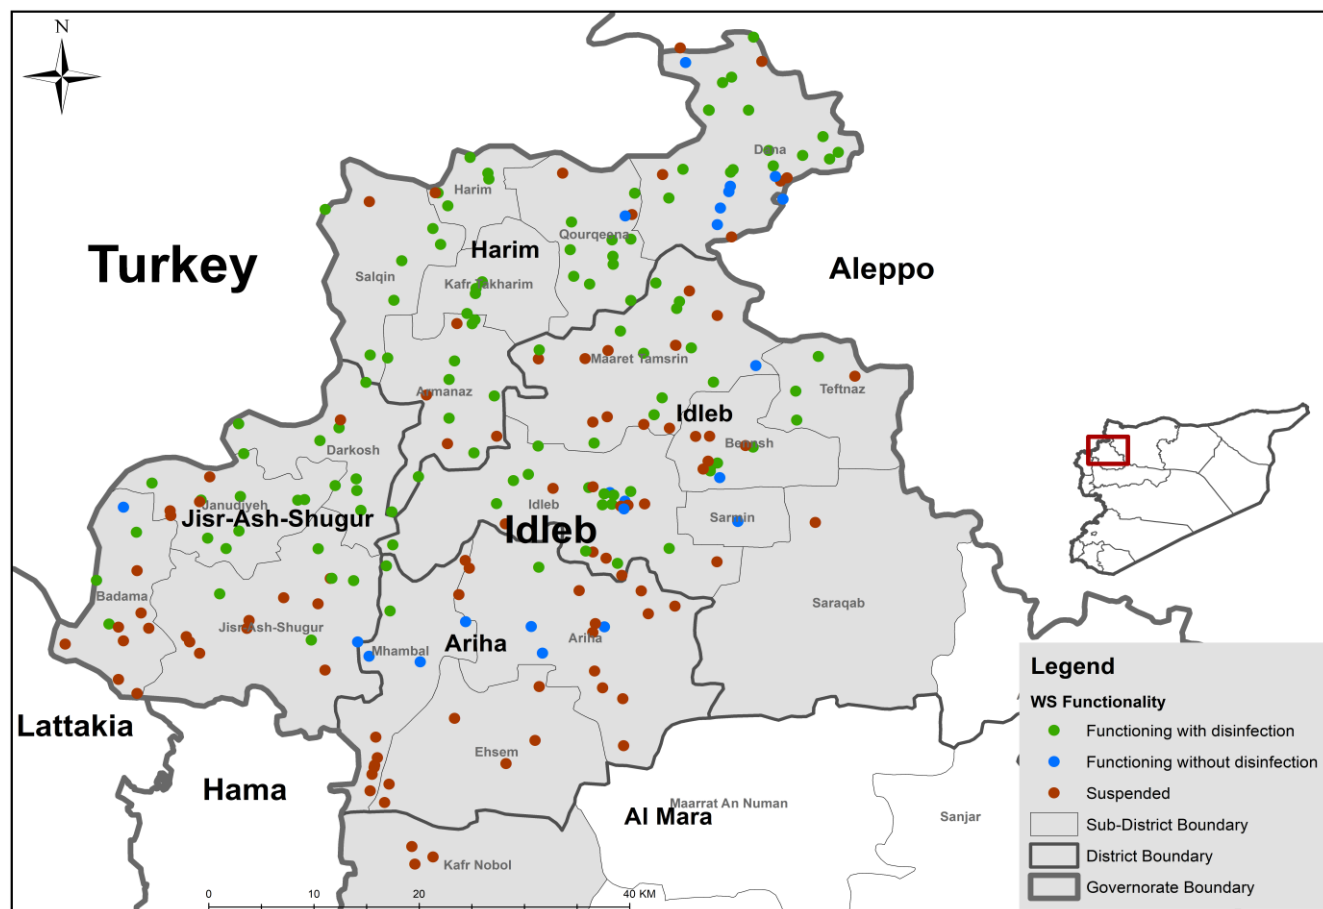 N
Dana
Harim
Turkey
Qourqeena
Harim
Aleppo
Salqin
Kafr Takharim
Maaret Tamsrin
Teftnaz
Armanaz
Idleb
Darkosh
Benesh
Janudiyeh
Idleb
Jisr-Ash-Shugur
Sarmin
Idleb
Badama
Saraqab
Jisr-Ash-Shugur
Ariha
Ariha
Mhambal
Legend
WS Functionality
Lattakia
Functioning with disinfection
Ehsem
Functioning without disinfection
Hama
Suspended
Maarrat An Numan
Al Mara
Sanjar
Sub-District Boundary
District Boundary
Kafr Nobol
Governorate Boundary
0 10 20 40 KM